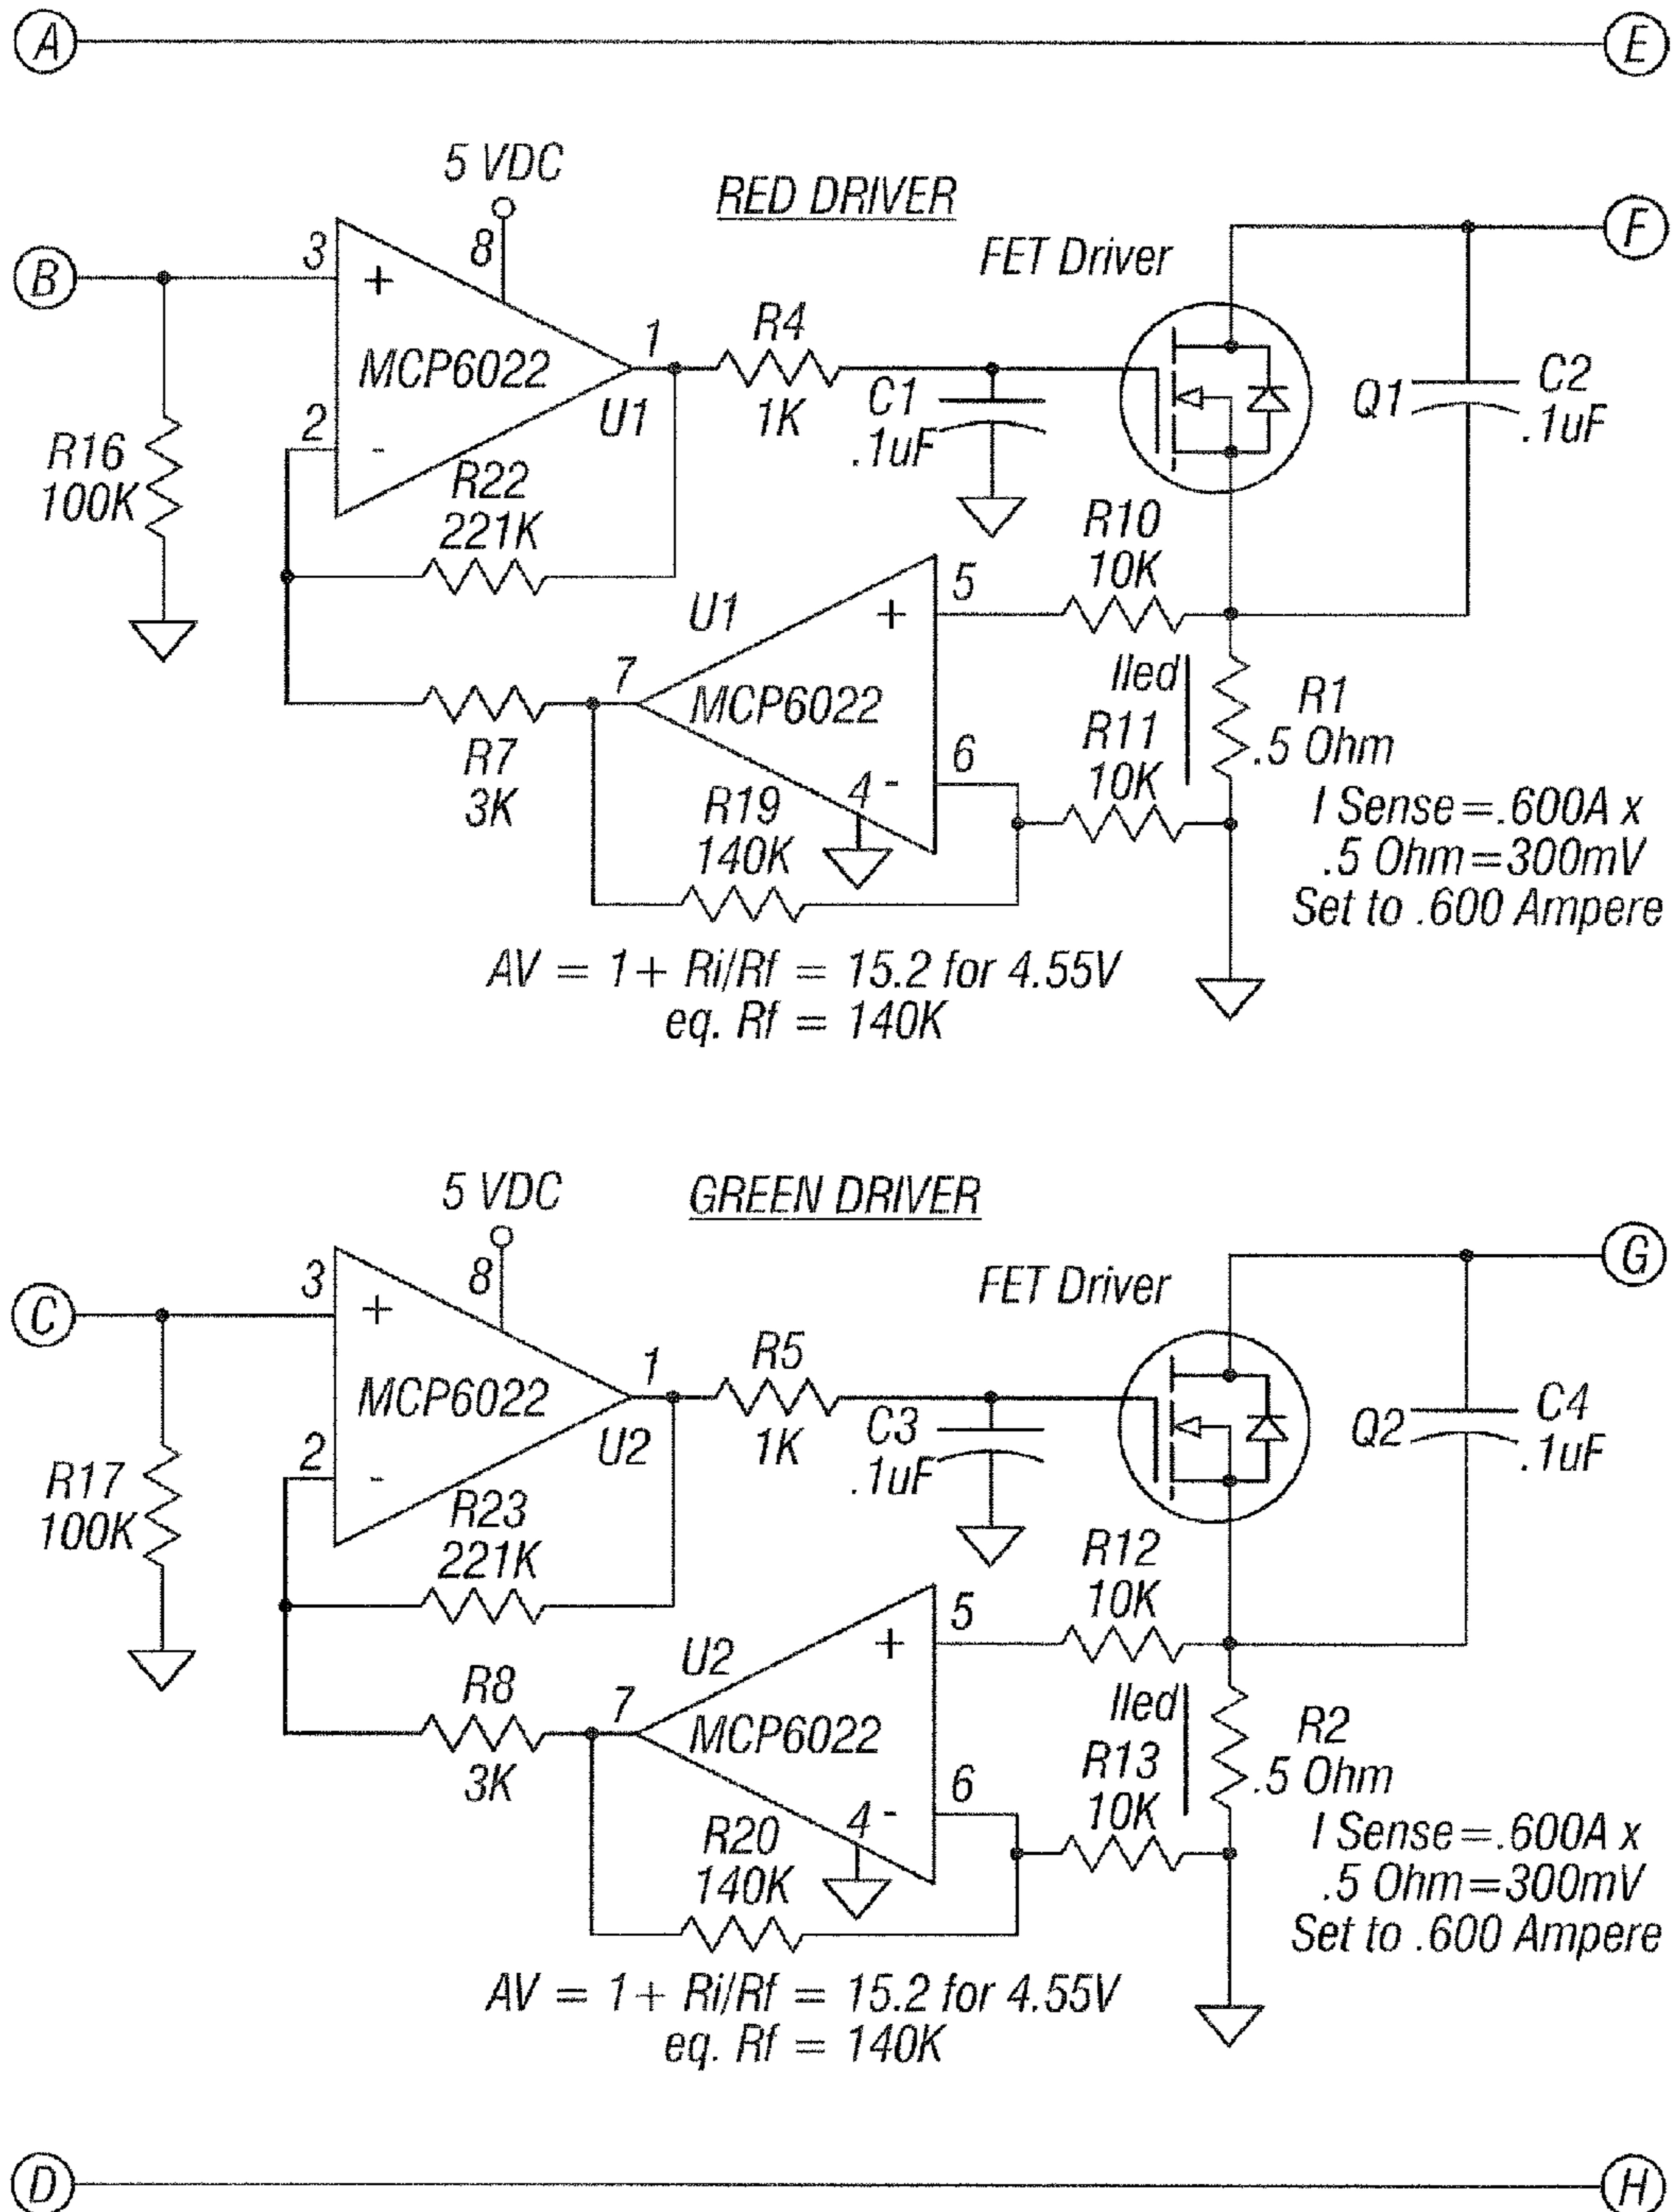 A
E
5 VDC
RED DRIVER
FET Driver
F
B
3
8
+
MCP6022
1
U1
R4
1K
C1
.1uF
Q1
C2
.1uF
2
-
R16
100K
R22
221K
R10
10K
5
+
U1
MCP6022
7
R7
3K
Iled
R11
10K
R1
.5 Ohm
6
4 -
R19
140K
I Sense = .600A x
.5 Ohm = 300mV
Set to .600 Ampere
AV = 1 + Ri/Rf = 15.2 for 4.55V
eq. Rf = 140K
5 VDC
GREEN DRIVER
FET Driver
G
C
3
8
+
MCP6022
1
U2
R5
1K
C3
.1uF
Q2
C4
.1uF
2
-
R17
100K
R23
221K
R12
10K
5
+
U2
MCP6022
7
R8
3K
Iled
R13
10K
R2
.5 Ohm
6
4 -
R20
140K
I Sense = .600A x
.5 Ohm = 300mV
Set to .600 Ampere
AV = 1 + Ri/Rf = 15.2 for 4.55V
eq. Rf = 140K
D
H